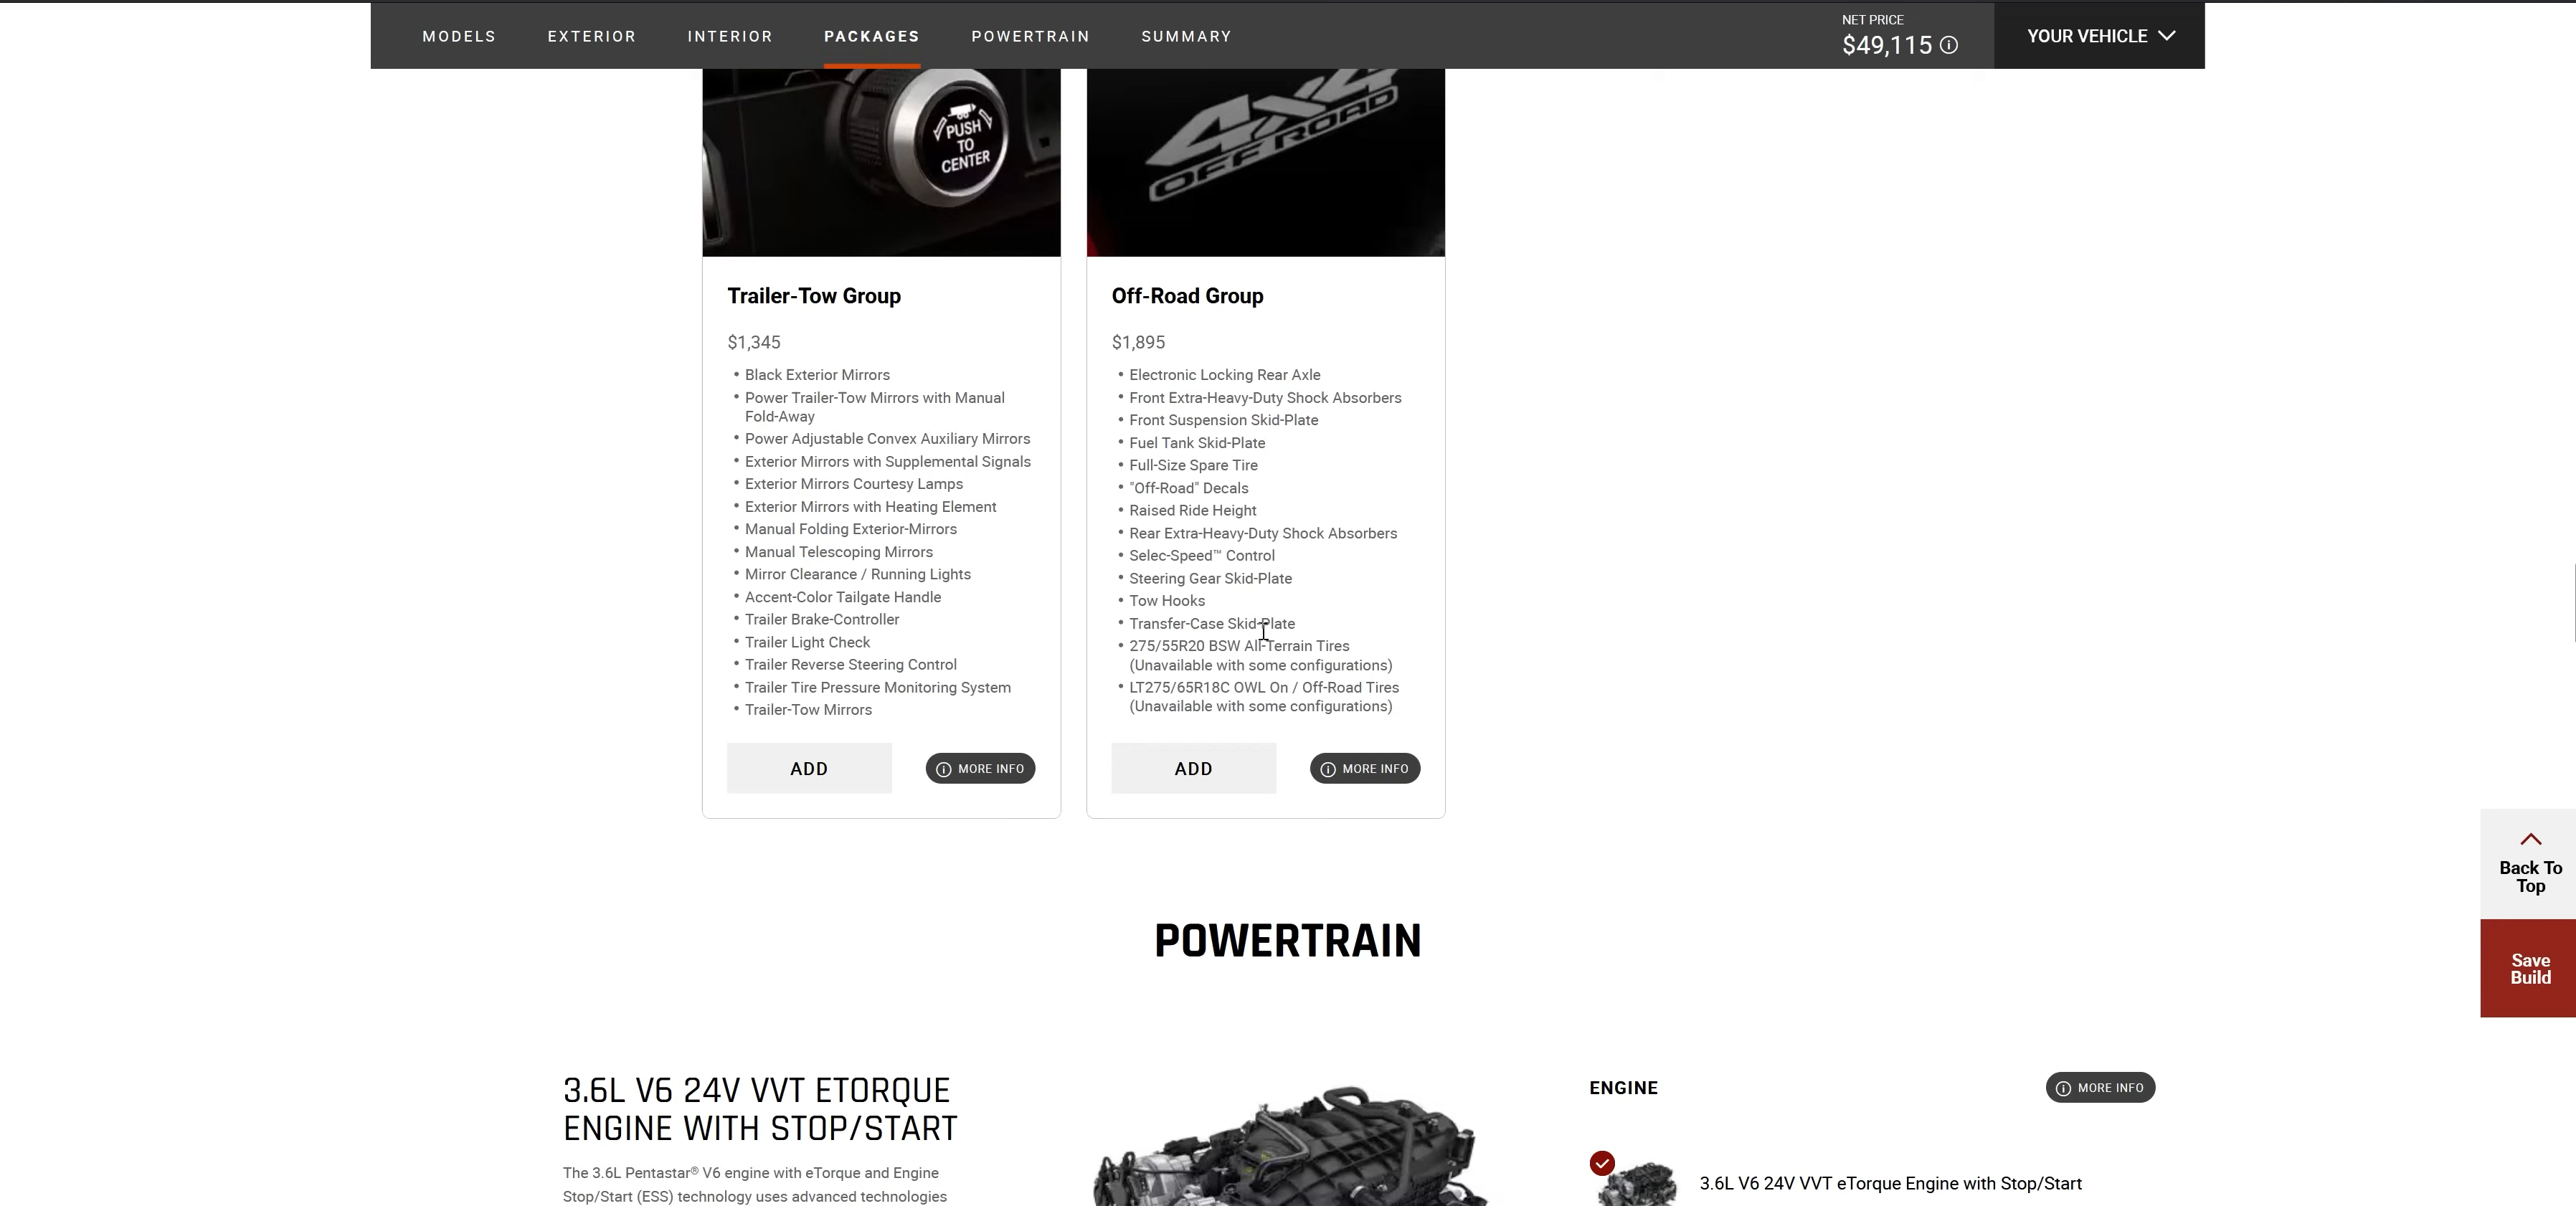 MODELS EXTERIOR INTERIOR PACKAGES POWERTRAIN SUMMARY
NET PRICE
$49,115
YOUR VEHICLE
PUSH
TO
CENTER
4X4
OFF ROAD
Trailer-Tow Group
$1,345
• Black Exterior Mirrors
• Power Trailer-Tow Mirrors with Manual
Fold-Away
• Power Adjustable Convex Auxiliary Mirrors
• Exterior Mirrors with Supplemental Signals
• Exterior Mirrors Courtesy Lamps
• Exterior Mirrors with Heating Element
• Manual Folding Exterior-Mirrors
• Manual Telescoping Mirrors
• Mirror Clearance / Running Lights
• Accent-Color Tailgate Handle
• Trailer Brake-Controller
• Trailer Light Check
• Trailer Reverse Steering Control
• Trailer Tire Pressure Monitoring System
• Trailer-Tow Mirrors
ADD
MORE INFO
Off-Road Group
$1,895
• Electronic Locking Rear Axle
• Front Extra-Heavy-Duty Shock Absorbers
• Front Suspension Skid-Plate
• Fuel Tank Skid-Plate
• Full-Size Spare Tire
• "Off-Road" Decals
• Raised Ride Height
• Rear Extra-Heavy-Duty Shock Absorbers
• Selec-Speed™ Control
• Steering Gear Skid-Plate
• Tow Hooks
• Transfer-Case Skid-Plate
• 275/55R20 BSW All-Terrain Tires
(Unavailable with some configurations)
• LT275/65R18C OWL On / Off-Road Tires
(Unavailable with some configurations)
ADD
MORE INFO
Back To
Top
Save
Build
POWERTRAIN
3.6L V6 24V VVT ETORQUE
ENGINE WITH STOP/START
The 3.6L Pentastar® V6 engine with eTorque and Engine
Stop/Start (ESS) technology uses advanced technologies
ENGINE
MORE INFO
3.6L V6 24V VVT eTorque Engine with Stop/Start